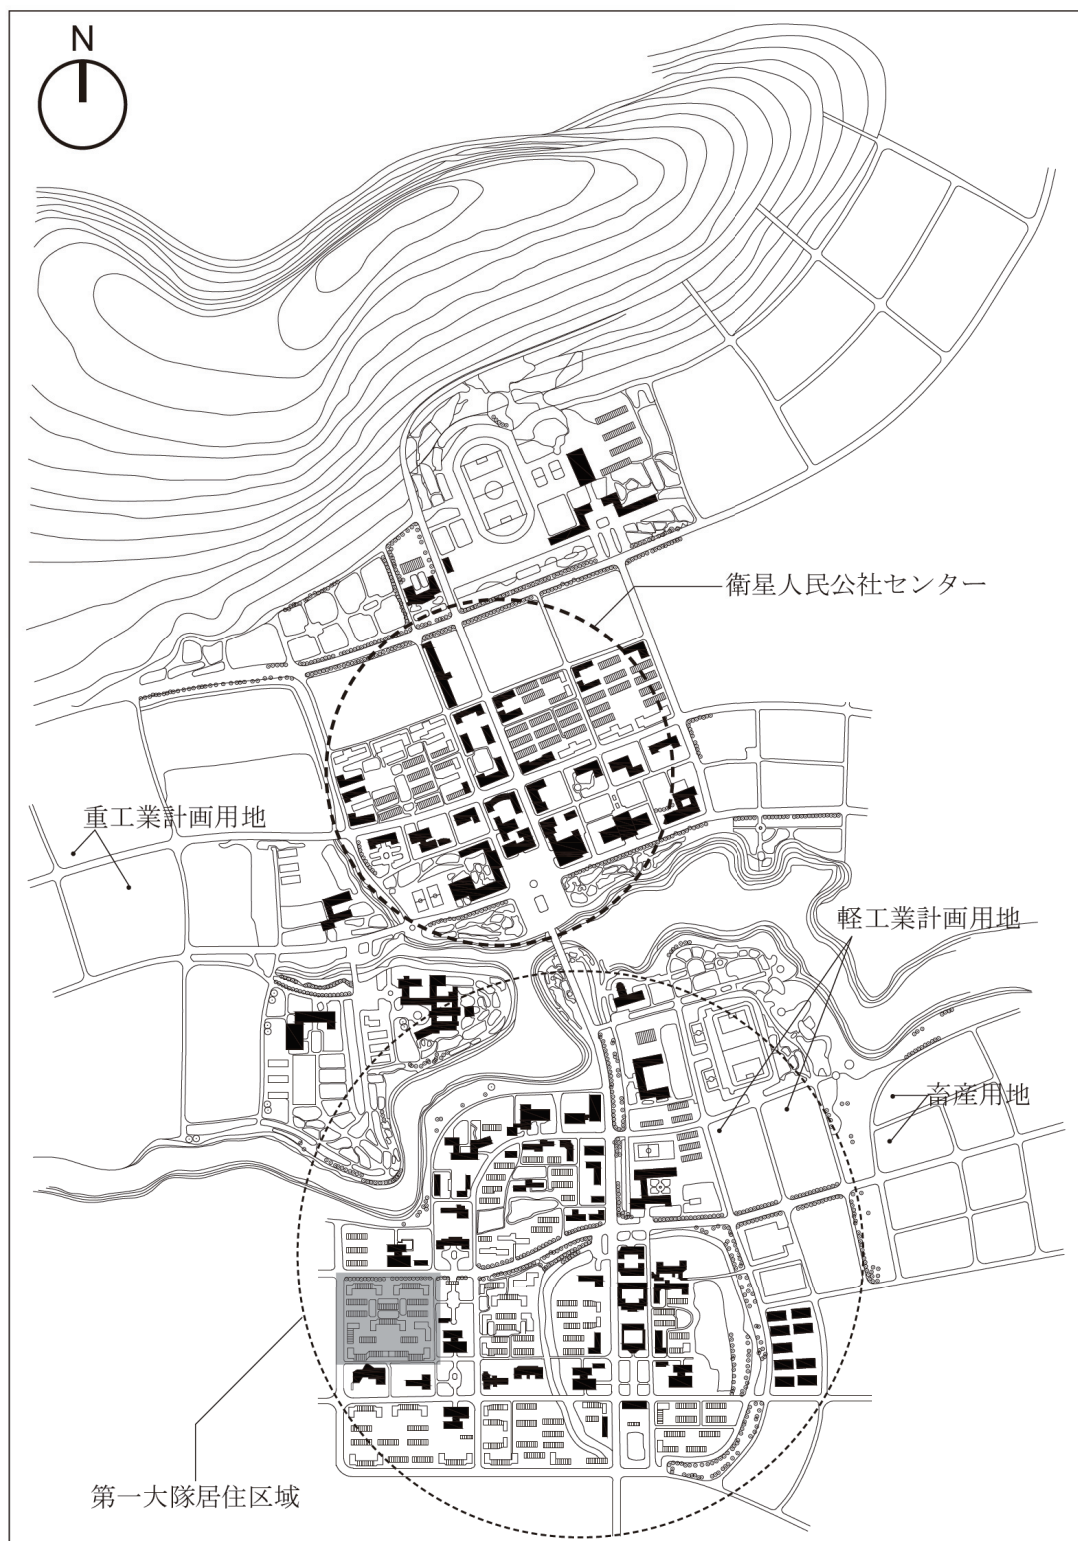 N
衛星人民公社センター
重工業計画用地
軽工業計画用地
畜産用地
第一大隊居住区域